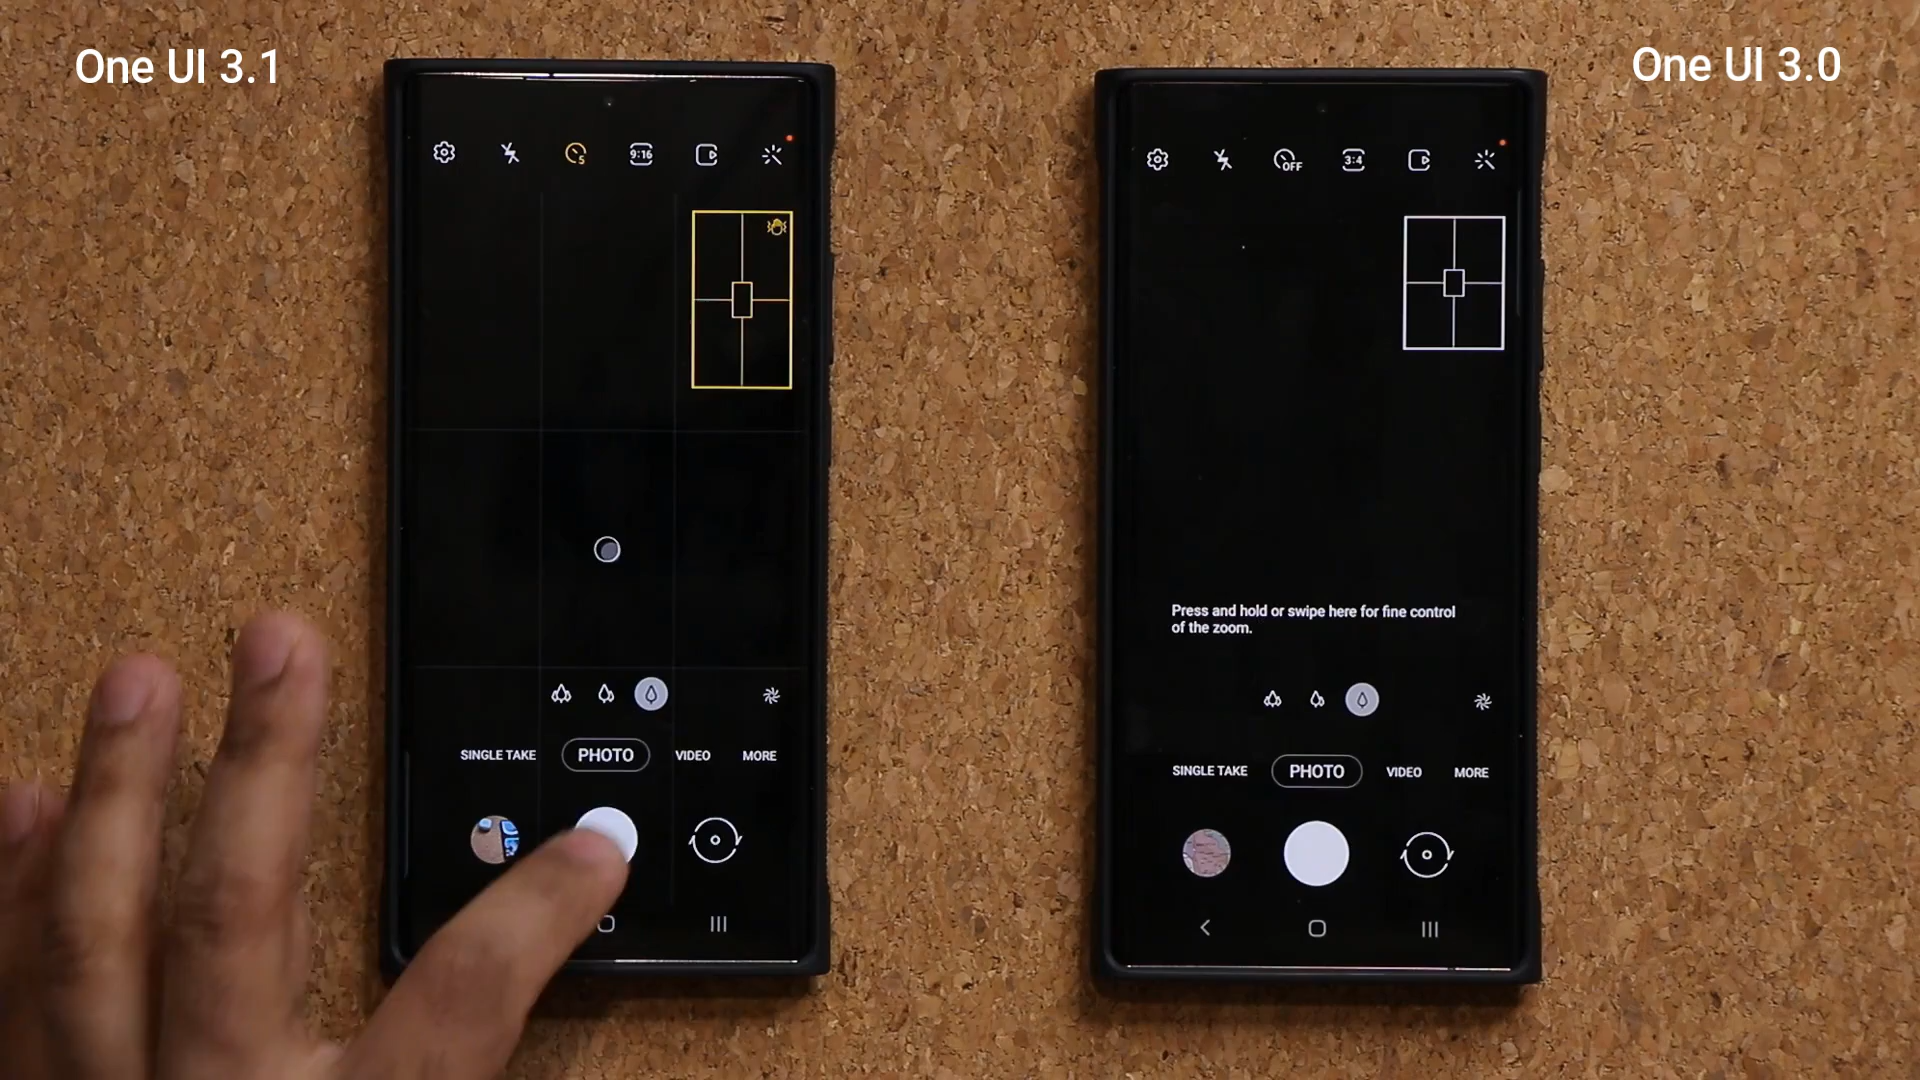 One UI 3.1
One UI 3.0
5
9:16
OFF
3:4
Press and hold or swipe here for fine control
of the zoom.
SINGLE TAKE PHOTO VIDEO MORE
SINGLE TAKE PHOTO VIDEO MORE